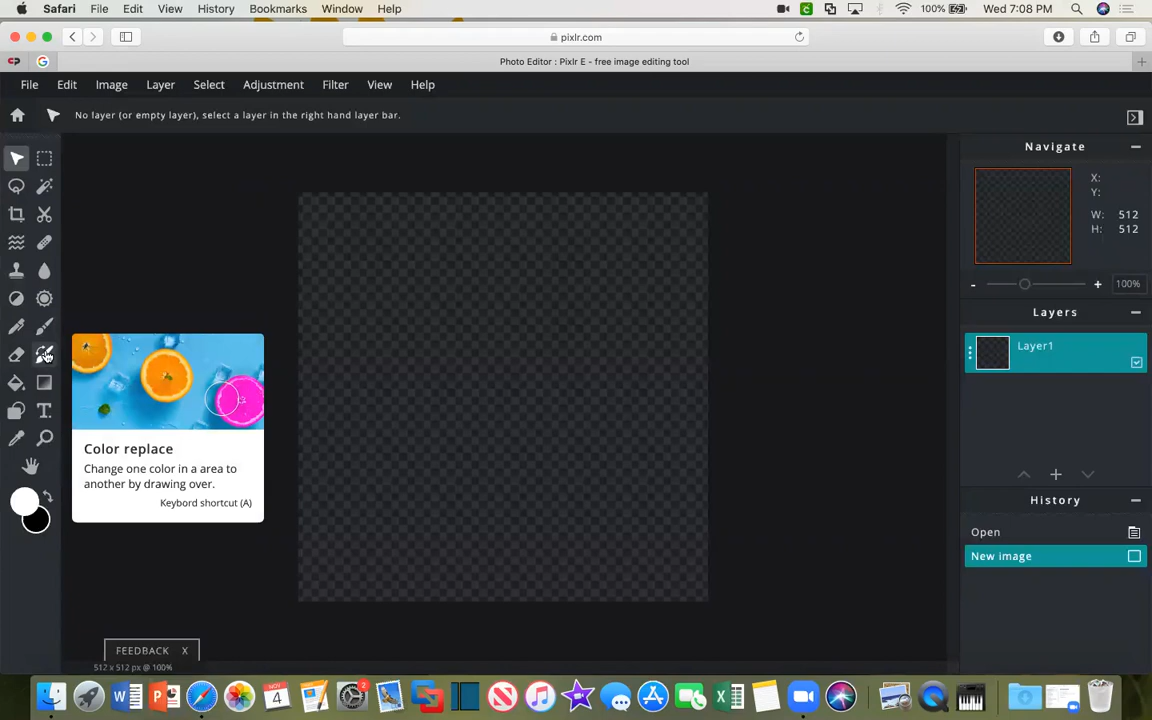 Safari File Edit View History Bookmarks Window Help 100% Wed 7:08 PM
pixlr.com
Photo Editor : Pixlr E - free image editing tool
File Edit Image Layer Select Adjustment Filter View Help
No layer (or empty layer), select a layer in the right hand layer bar.
Navigate
X:
Y:
W: 512
H: 512
- + 100%
Layers
Layer1
T
Color replace
Change one color in a area to
another by drawing over.
Keybord shortcut (A)
History
Open
New image
FEEDBACK X
512 x 512 px @ 100%
NOV
4
2